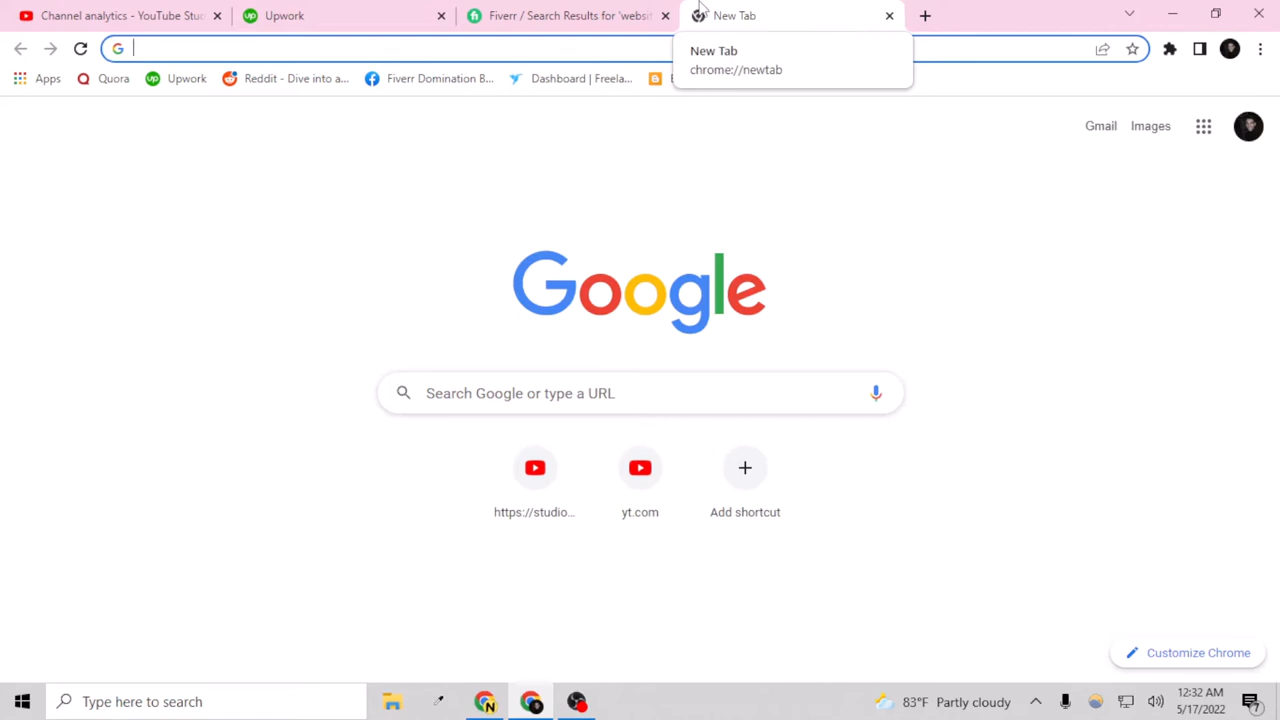 Channel analytics - YouTube Stu
Upwork
Fiverr / Search Results for 'websit
New Tab
New Tab
chrome://newtab
Apps
Quora
Upwork
Reddit - Dive into a...
Fiverr Domination B...
Dashboard | Freela...
Gmail
Images
Google
Search Google or type a URL
https://studio...
yt.com
Add shortcut
Customize Chrome
Type here to search
N
83°F Partly cloudy
12:32 AM
5/17/2022
7